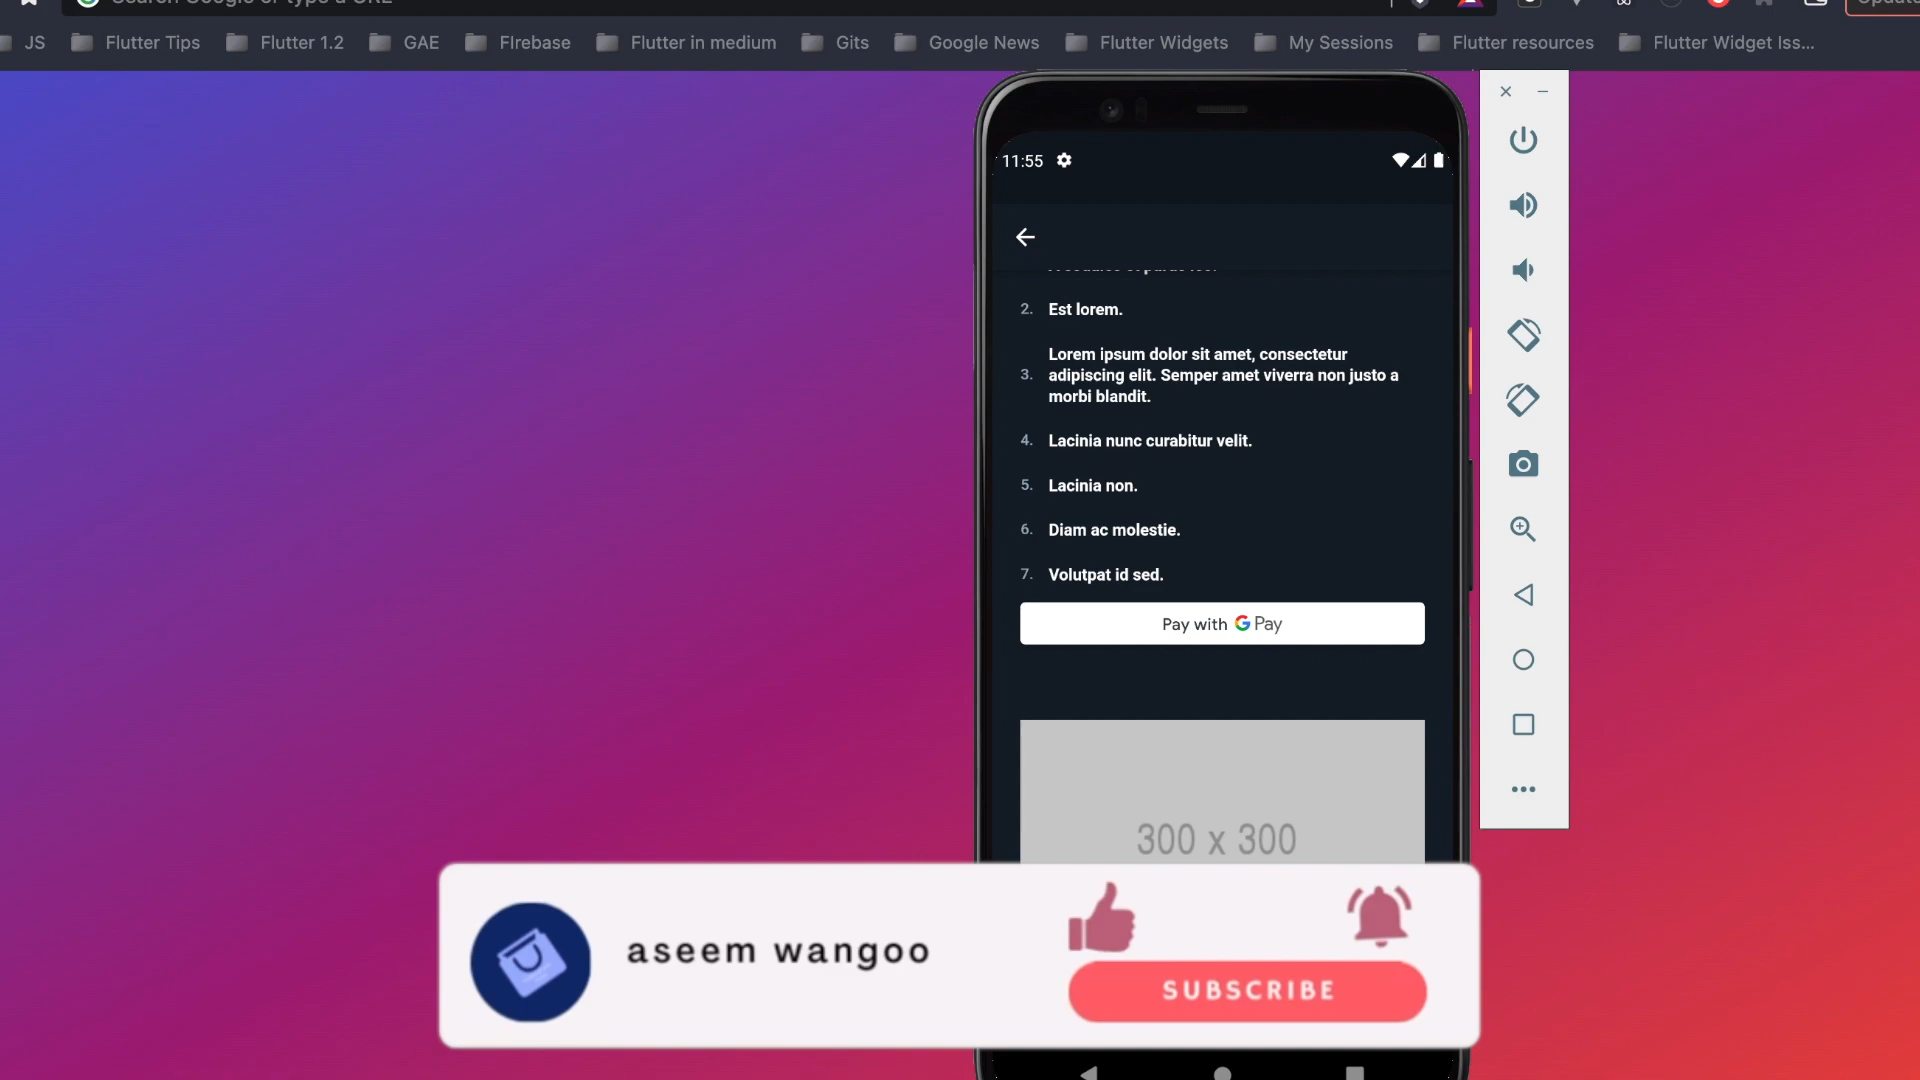 JS
Flutter Tips
Flutter 1.2
GAE
FIrebase
Flutter in medium
Gits
Google News
Flutter Widgets
My Sessions
Flutter resources
Flutter Widget Iss...
11:55
2. Est lorem.
3. Lorem ipsum dolor sit amet, consectetur
adipiscing elit. Semper amet viverra non justo a
morbi blandit.
4. Lacinia nunc curabitur velit.
5. Lacinia non.
6. Diam ac molestie.
7. Volutpat id sed.
Pay with G Pay
300 x 300
aseem wangoo
SUBSCRIBE